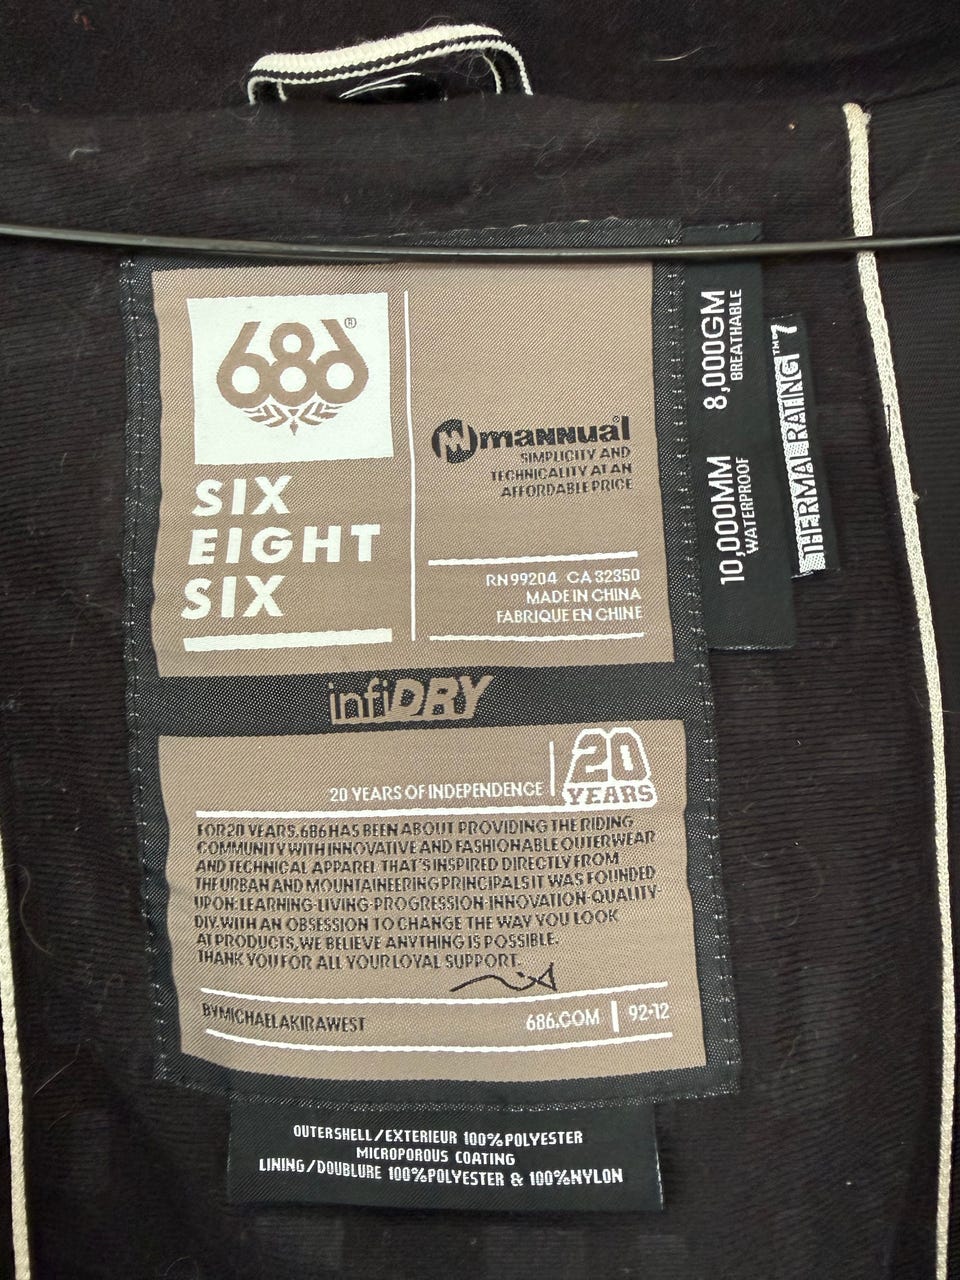 686®
SIX
EIGHT
SIX
mannual
SIMPLICITY AND
TECHNICALITY AT AN
AFFORDABLE PRICE
RN 99204 CA 32350
MADE IN CHINA
FABRIQUE EN CHINE
10,000MM 8,000GM
WATERPROOF BREATHABLE
THERMAL RATING™ 7
infiDRY
20 YEARS OF INDEPENDENCE
20
YEARS
FOR 20 YEARS, 686 HAS BEEN ABOUT PROVIDING THE RIDING
COMMUNITY WITH INNOVATIVE AND FASHIONABLE OUTERWEAR
AND TECHNICAL APPAREL THAT'S INSPIRED DIRECTLY FROM
THE URBAN AND MOUNTAINEERING PRINCIPALS IT WAS FOUNDED
UPON: LEARNING-LIVING-PROGRESSION-INNOVATION-QUALITY-
DIY. WITH AN OBSESSION TO CHANGE THE WAY YOU LOOK
AT PRODUCTS, WE BELIEVE ANYTHING IS POSSIBLE.
THANK YOU FOR ALL YOUR LOYAL SUPPORT.
BY MICHAEL AKIRA WEST
686.COM | 92-12
OUTERSHELL/EXTERIEUR 100% POLYESTER
MICROPOROUS COATING
LINING/DOUBLURE 100% POLYESTER & 100% NYLON